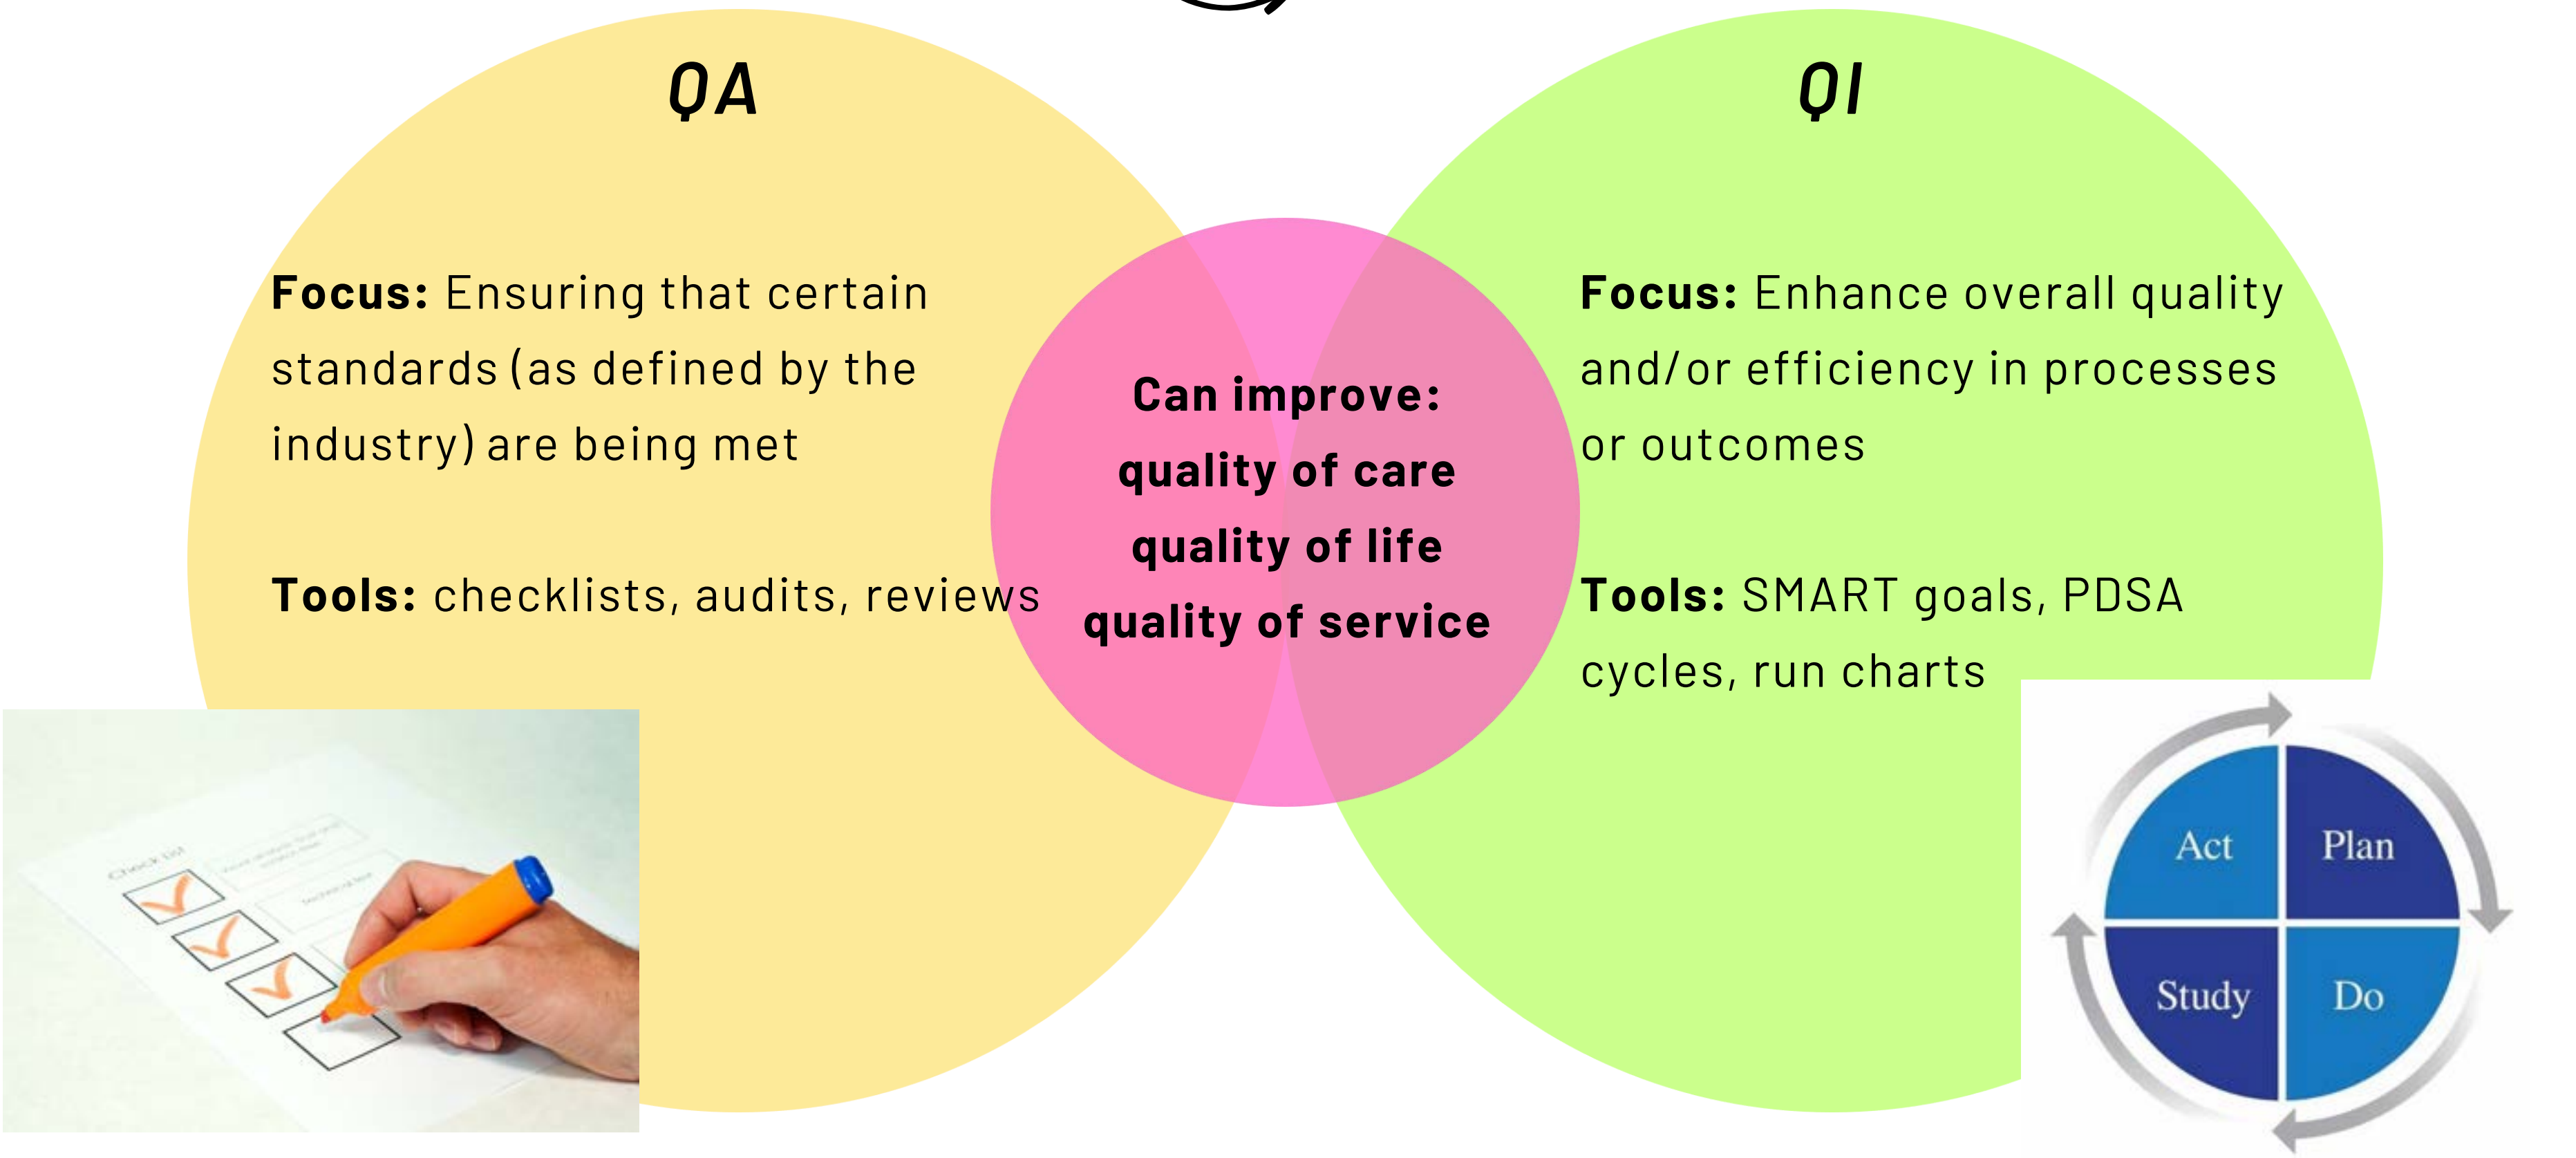 QA
Focus: Ensuring that certain
standards (as defined by the
industry) are being met
Tools: checklists, audits, reviews
Can improve:
quality of care
quality of life
quality of service
QI
Focus: Enhance overall quality
and/or efficiency in processes
or outcomes
Tools: SMART goals, PDSA
cycles, run charts
Check list
Act
Plan
Study
Do